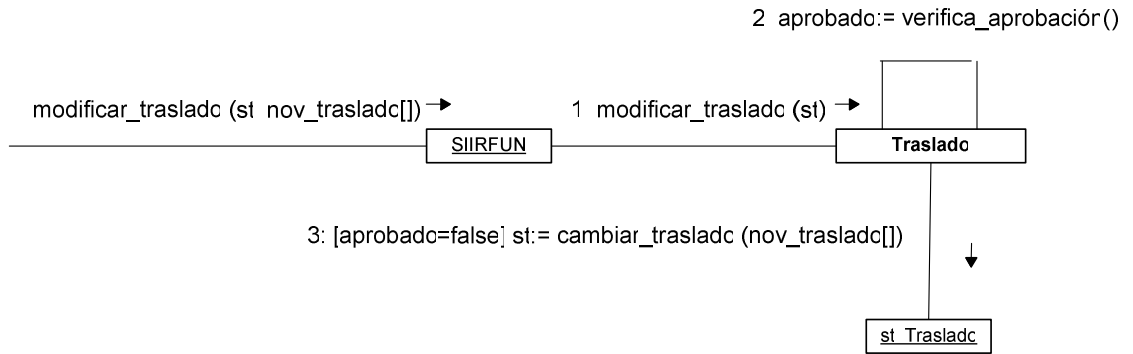 2 aprobado:= verifica_aprobación()
modificar_traslado (st nov_traslado[])
1 modificar_traslado (st)
SIIRFUN
Traslado
3: [aprobado=false] st:= cambiar_traslado (nov_traslado[])
st Traslado